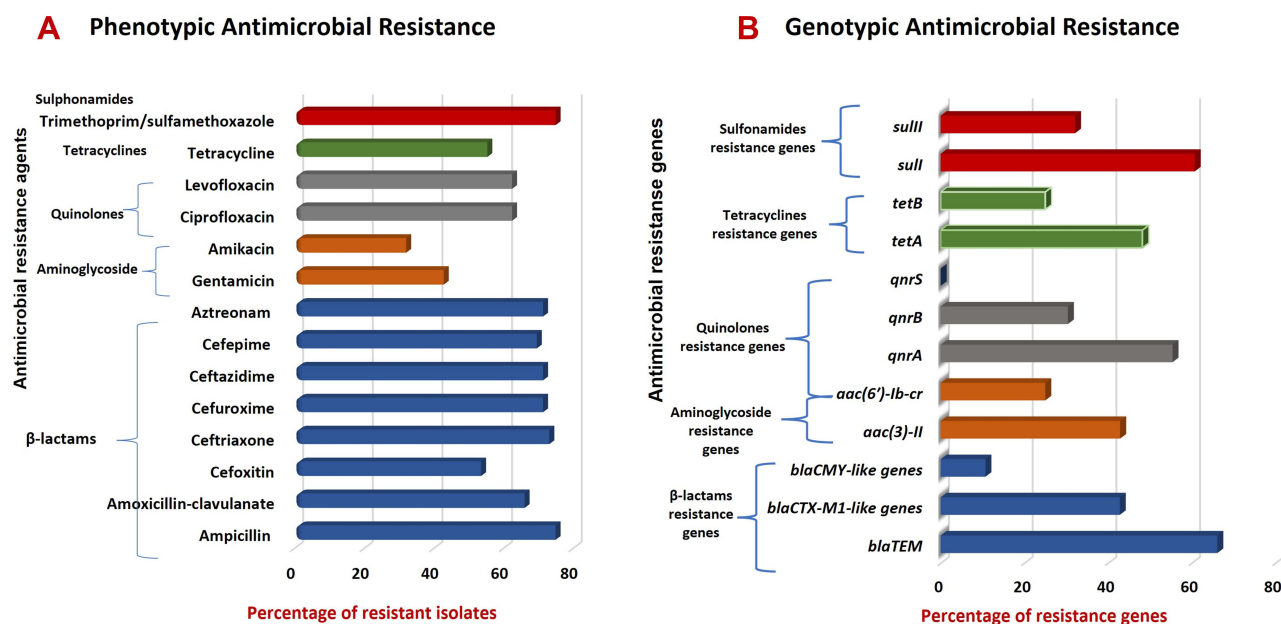 A Phenotypic Antimicrobial Resistance
Antimicrobial resistance agents
Sulphonamides
Trimethoprim/sulfamethoxazole
Tetracyclines Tetracycline
Levofloxacin
Quinolones
Ciprofloxacin
Amikacin
Aminoglycoside
Gentamicin
Aztreonam
Cefepime
Ceftazidime
Cefuroxime
β-lactams
Ceftriaxone
Cefoxitin
Amoxicillin-clavulanate
Ampicillin
0 20 40 60 80
Percentage of resistant isolates
B Genotypic Antimicrobial Resistance
Antimicrobial resistanse genes
Sulfonamides
resistance genes
sulII
sulI
Tetracyclines
resistance genes
tetB
tetA
qnrS
Quinolones
resistance genes
qnrB
qnrA
aac(6’)-Ib-cr
Aminoglycoside
resistance
genes
aac(3)-II
blaCMY-like genes
β-lactams
resistance
genes
blaCTX-M1-like genes
blaTEM
0 20 40 60 80
Percentage of resistance genes